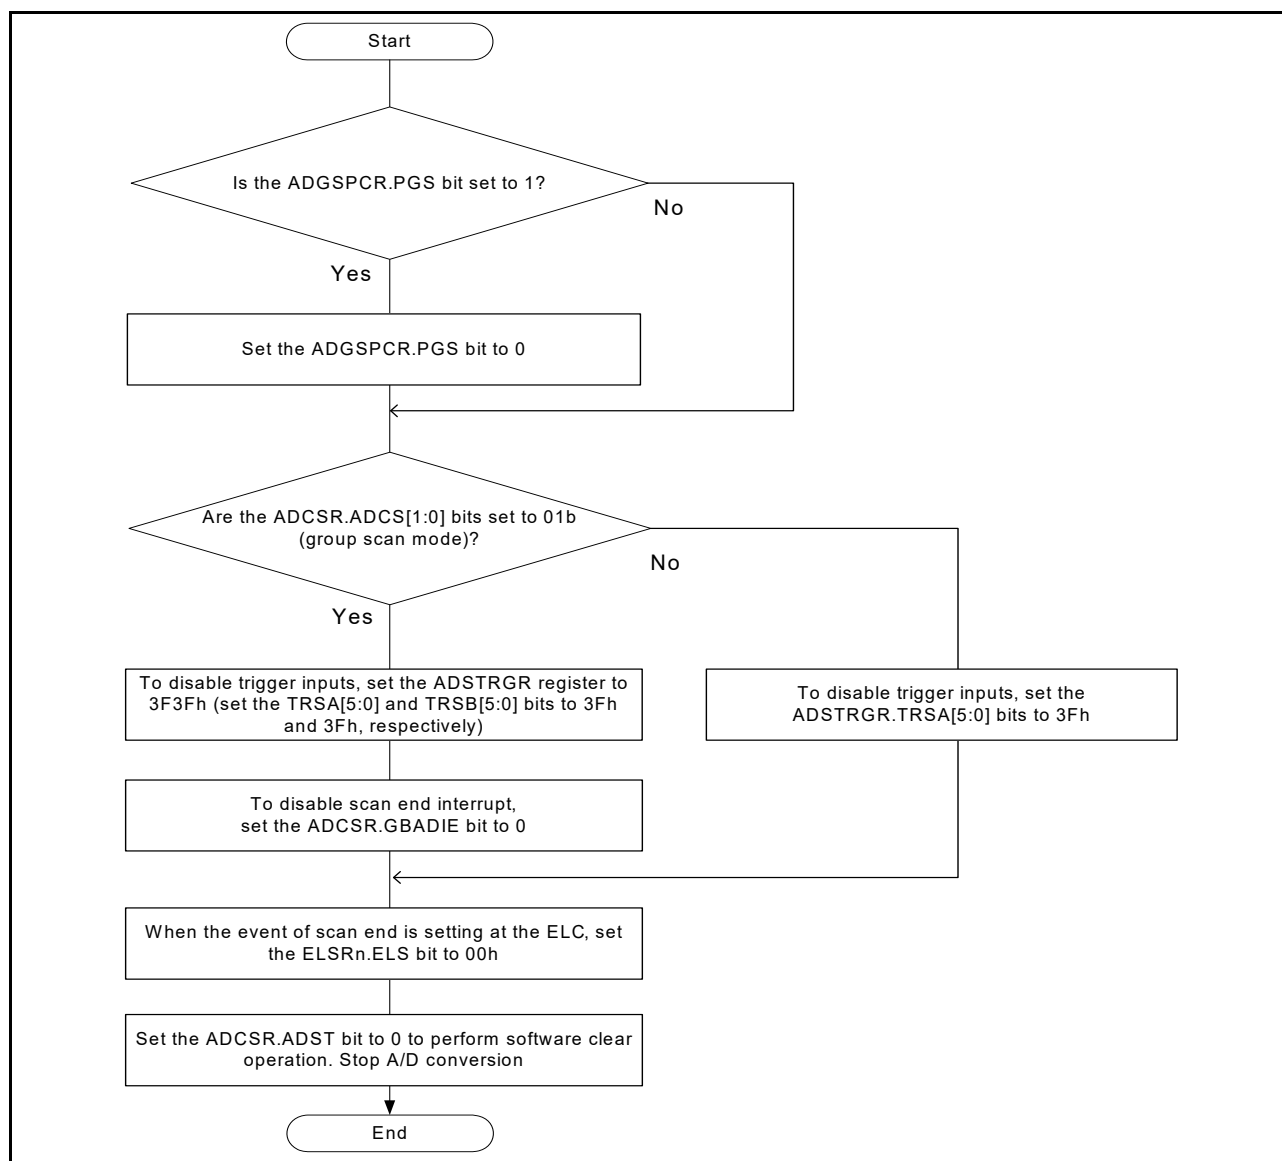 Start
Is the ADGSPCR.PGS bit set to 1?
No
Yes
Set the ADGSPCR.PGS bit to 0
Are the ADCSR.ADCS[1:0] bits set to 01b
(group scan mode)?
No
Yes
To disable trigger inputs, set the ADSTRGR register to
3F3Fh (set the TRSA[5:0] and TRSB[5:0] bits to 3Fh
and 3Fh, respectively)
To disable trigger inputs, set the
ADSTRGR.TRSA[5:0] bits to 3Fh
To disable scan end interrupt,
set the ADCSR.GBADIE bit to 0
When the event of scan end is setting at the ELC, set
the ELSRn.ELS bit to 00h
Set the ADCSR.ADST bit to 0 to perform software clear
operation. Stop A/D conversion
End